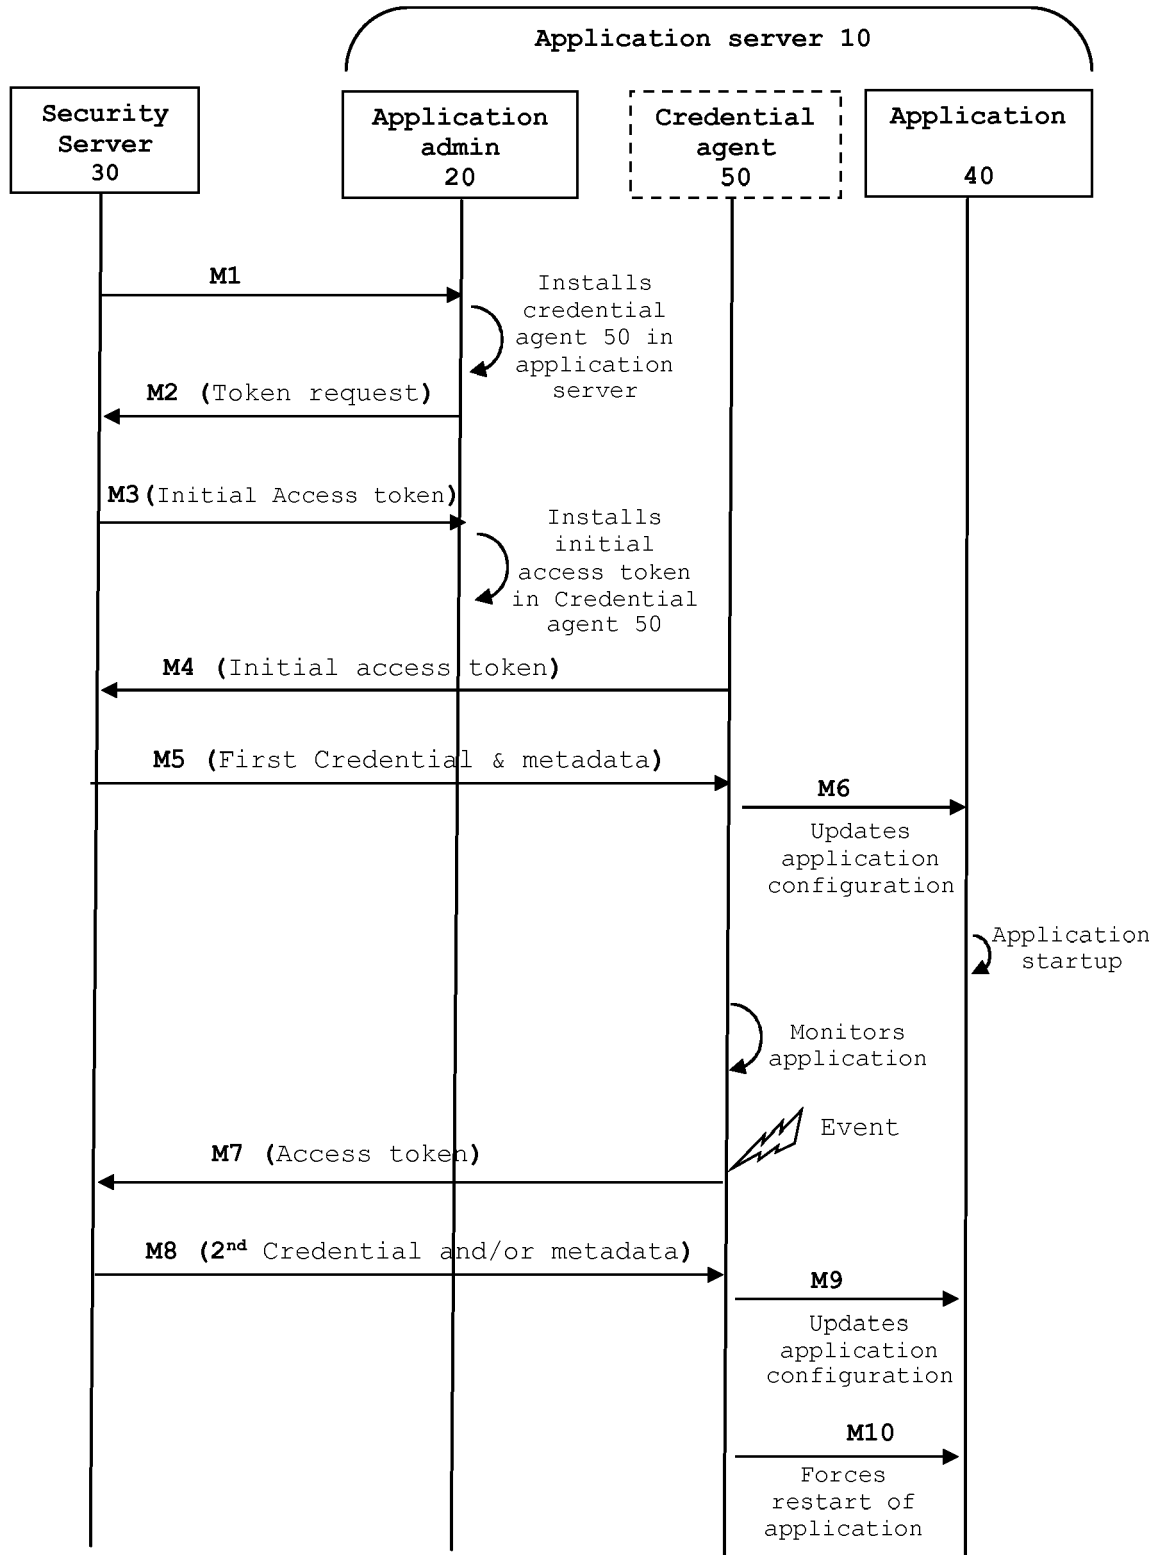 Application server 10
Security
Server
30
Application
admin
20
Credential
agent
50
Application
40
M1
Installs
credential
agent 50 in
application
server
M2 (Token request)
M3(Initial Access token)
Installs
initial
access token
in Credential
agent 50
M4 (Initial access token)
M5 (First Credential & metadata)
M6
Updates
application
configuration
Application
startup
Monitors
application
Event
M7 (Access token)
M8 (2nd Credential and/or metadata)
M9
Updates
application
configuration
M10
Forces
restart of
application